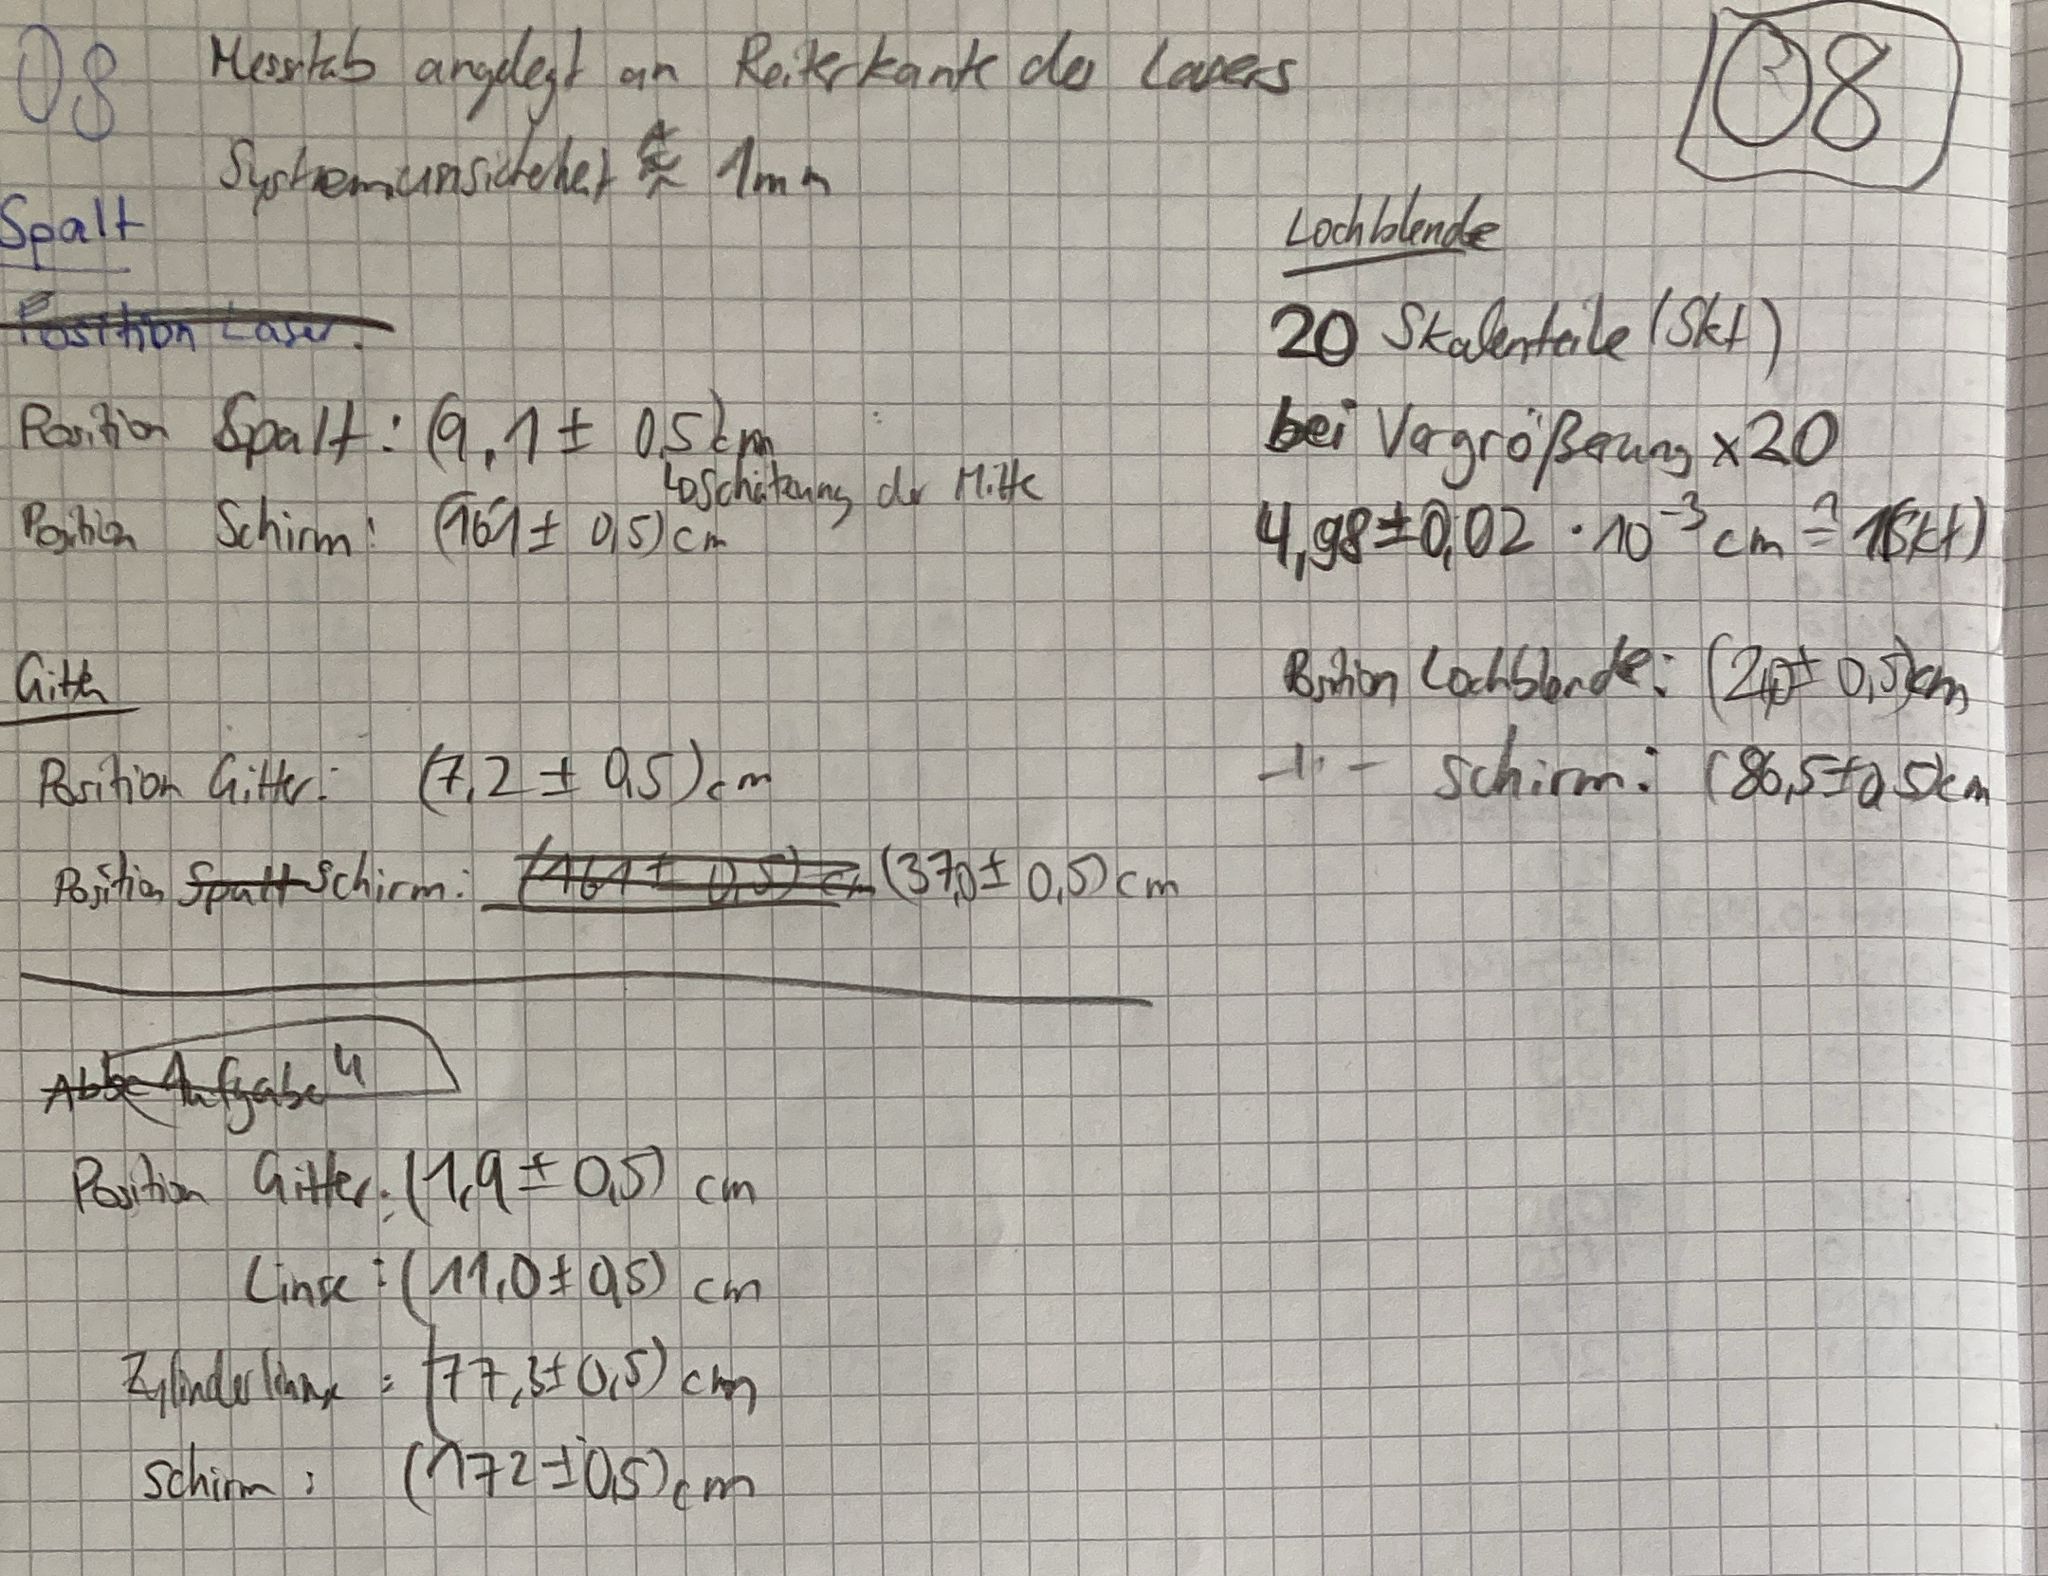 O8
Messstab angelegt an Reiterkante des Lasers
O8
Systemunsicherheit ≈ 1mm
Spalt
Position Laser:
Position Spalt: (9,1 ± 0,5)cm
↳Schätzung der Mitte
Position Schirm: (161 ± 0,5)cm
Gitter
Position Gitter: (7,2 ± 0,5)cm
Position Spalt Schirm: (161 ± 0,5) cm (37,0 ± 0,5)cm
Lochblende
20 Skalenteile (Skt)
bei Vergrößerung x20
4,98 ± 0,02 · 10⁻³ cm ≙ 1(Skt)
Position Lochblende: (2,0 ± 0,5)cm
-"- Schirm: (86,5 ± 0,5)cm
Abbe Aufgabe 4
Position Gitter: (1,9 ± 0,5) cm
Linse: (11,0 ± 0,5) cm
Zylinderlinse: (77,3 ± 0,5) cm
Schirm: (172 ± 0,5)cm